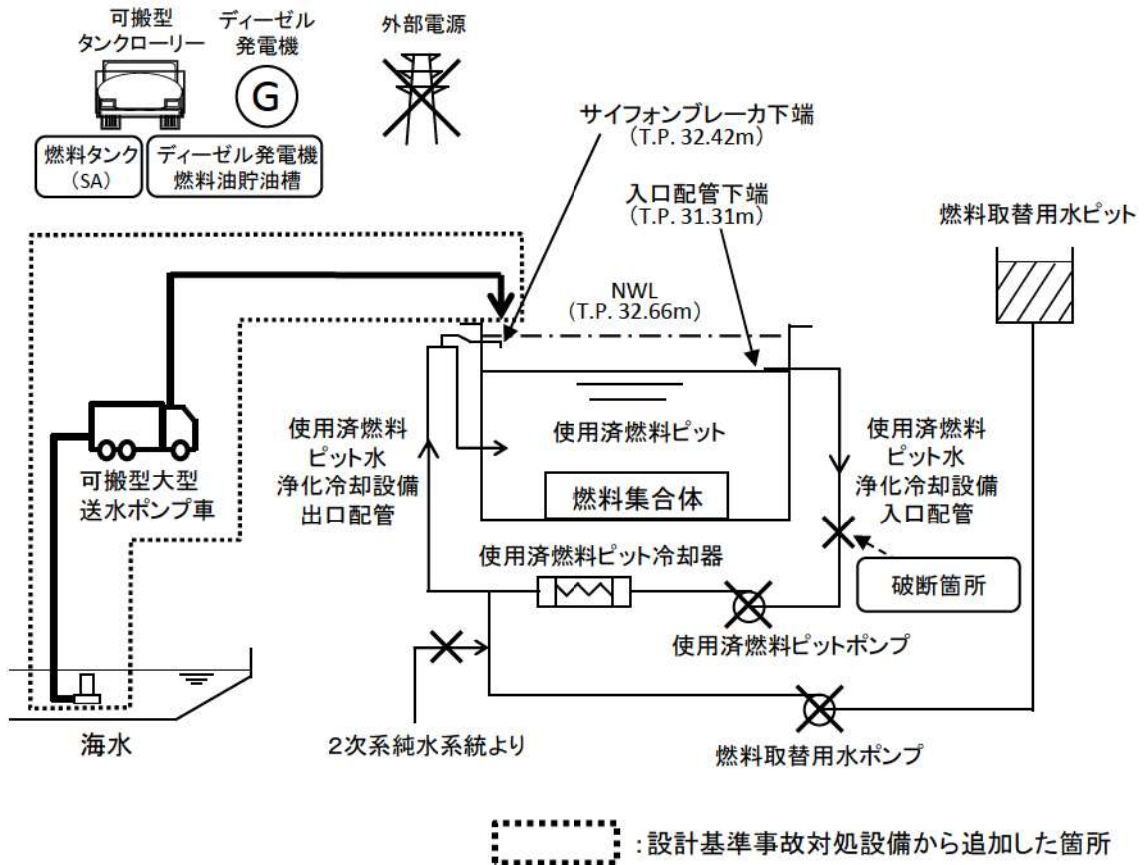 可搬型
タンクローリー
ディーゼル
発電機
外部電源
G
燃料タンク
(SA)
ディーゼル発電機
燃料油貯油槽
サイフォンブレーカ下端
(T.P. 32.42m)
入口配管下端
(T.P. 31.31m)
燃料取替用水ピット
NWL
(T.P. 32.66m)
可搬型大型
送水ポンプ車
使用済燃料
ピット水
浄化冷却設備
出口配管
使用済燃料ピット
燃料集合体
使用済燃料
ピット水
浄化冷却設備
入口配管
使用済燃料ピット冷却器
破断箇所
使用済燃料ピットポンプ
海水
2次系純水系統より
燃料取替用水ポンプ
:設計基準事故対処設備から追加した箇所